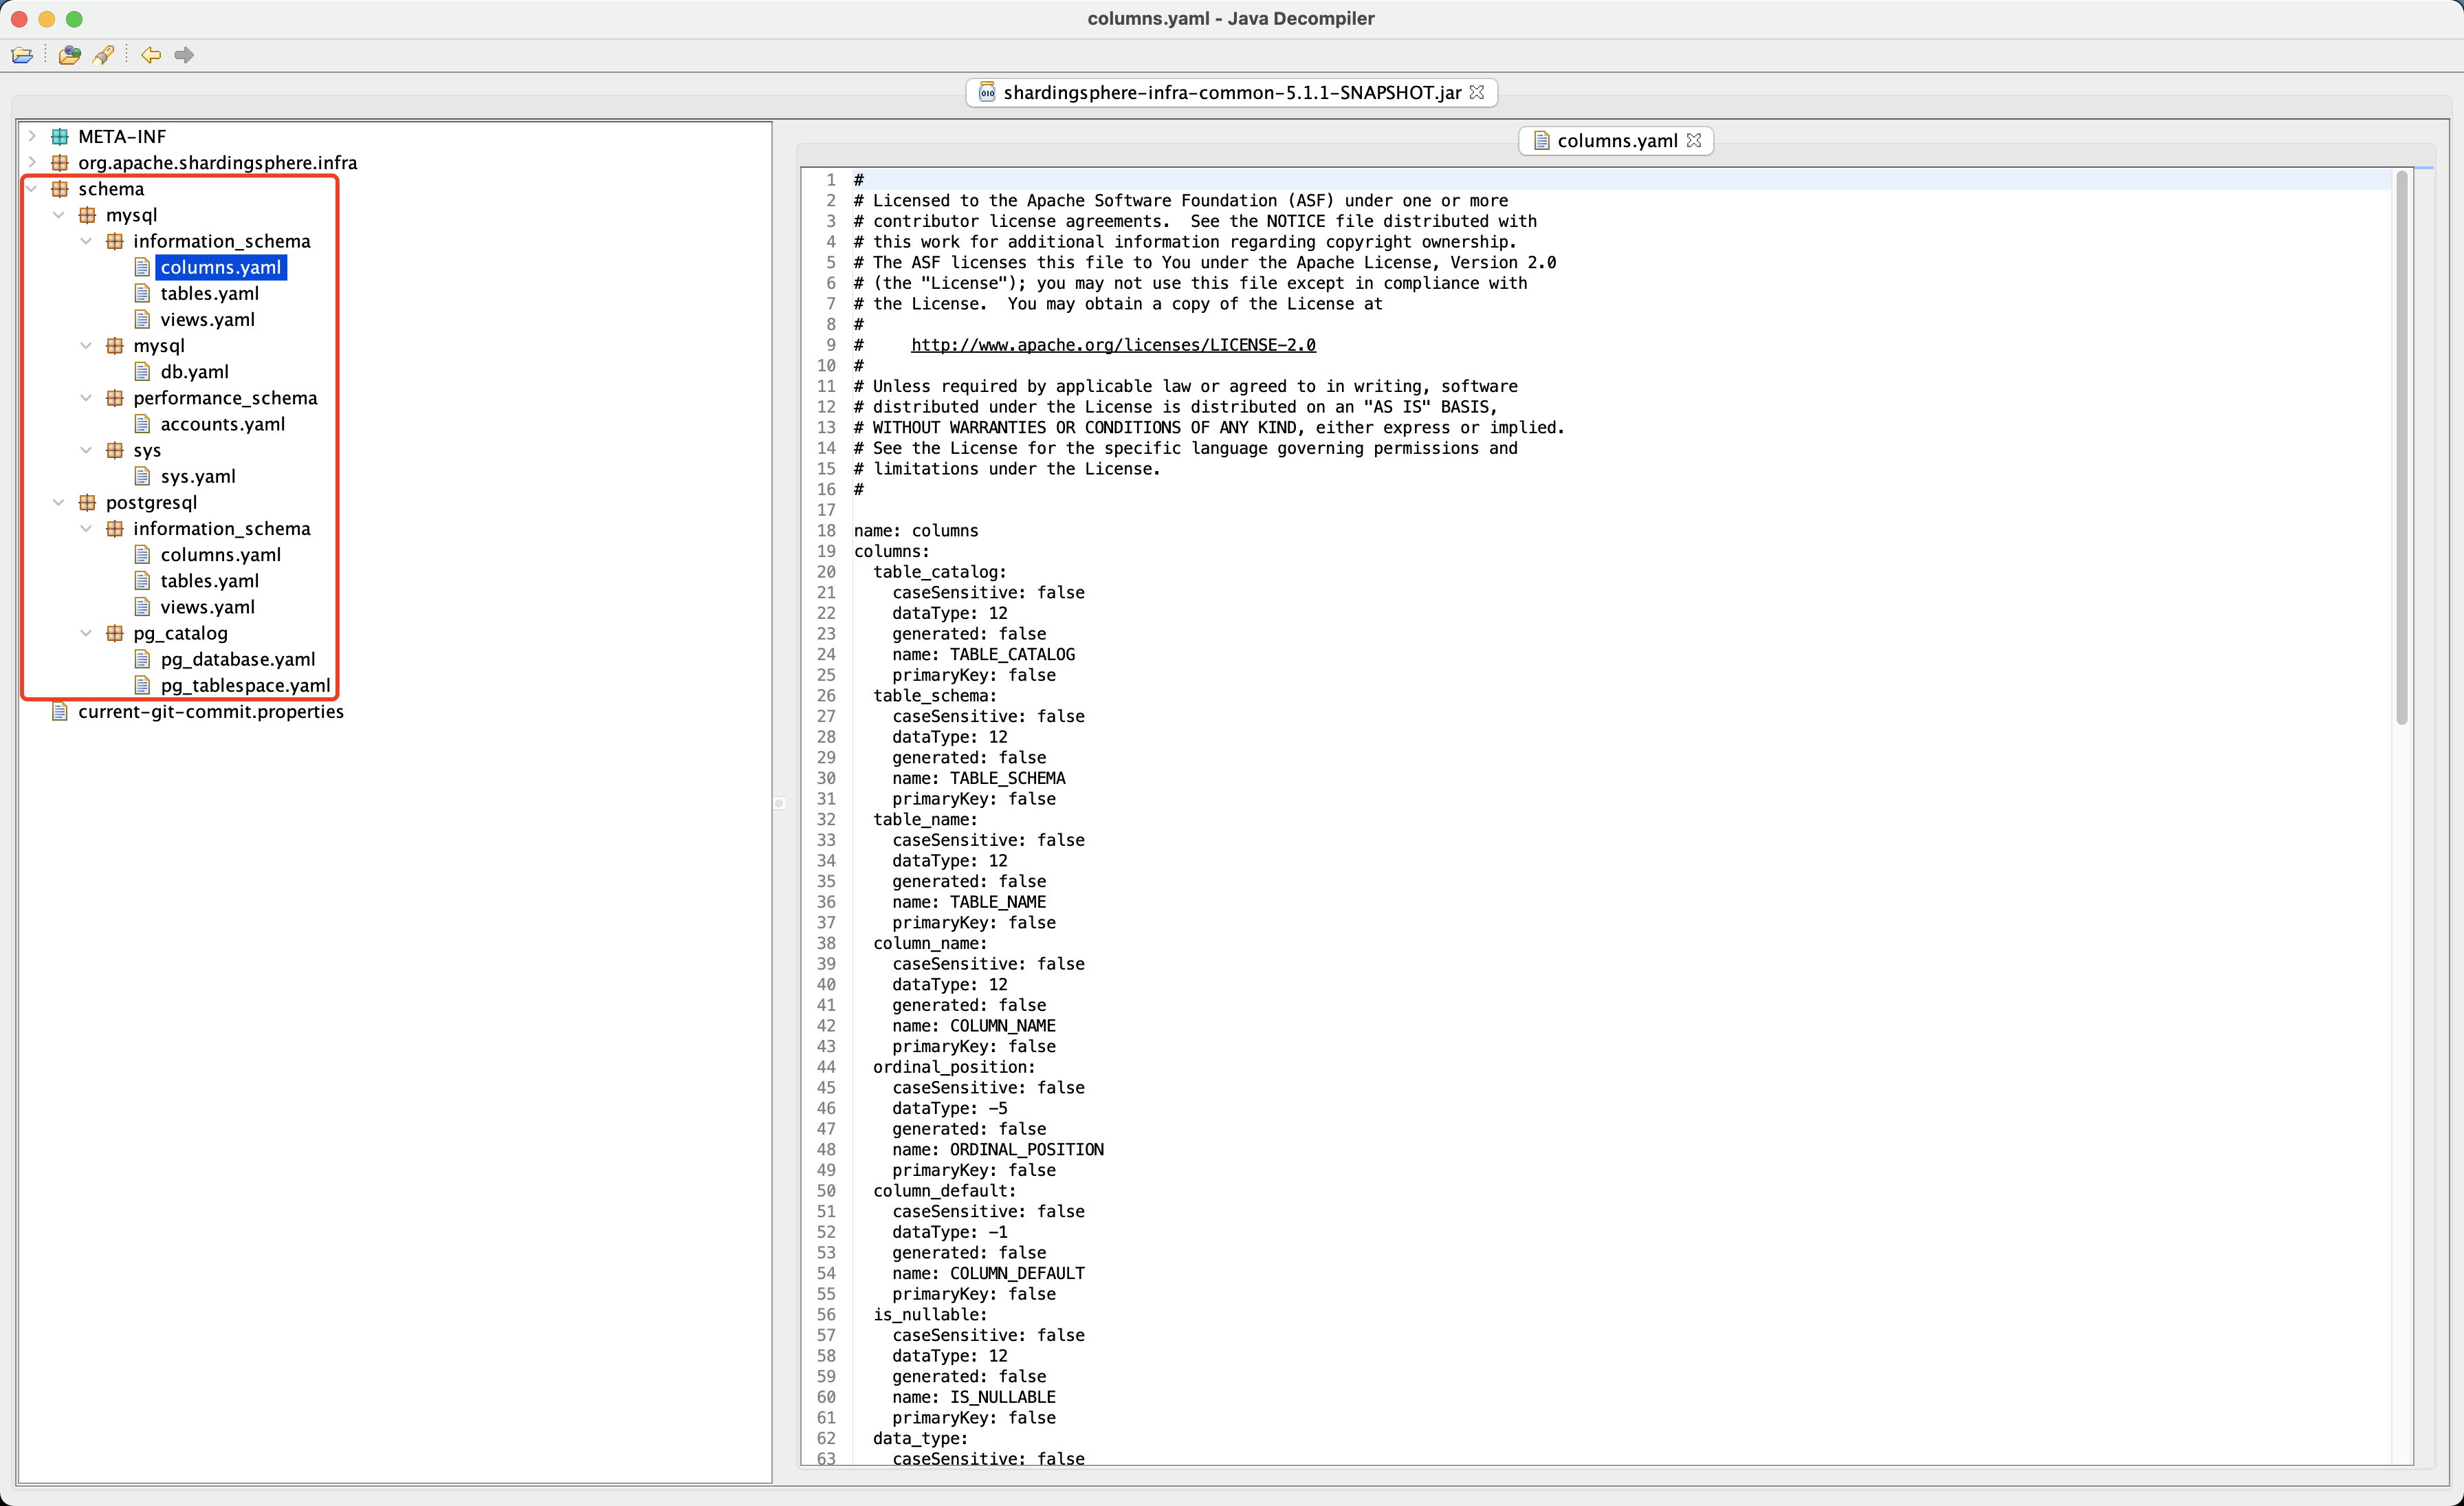 columns.yaml - Java Decompiler
shardingsphere-infra-common-5.1.1-SNAPSHOT.jar
META-INF
org.apache.shardingsphere.infra
schema
mysql
information_schema
columns.yaml
tables.yaml
views.yaml
mysql
db.yaml
performance_schema
accounts.yaml
sys
sys.yaml
postgresql
information_schema
columns.yaml
tables.yaml
views.yaml
pg_catalog
pg_database.yaml
pg_tablespace.yaml
current-git-commit.properties
columns.yaml
1 #
2 # Licensed to the Apache Software Foundation (ASF) under one or more
3 # contributor license agreements.  See the NOTICE file distributed with
4 # this work for additional information regarding copyright ownership.
5 # The ASF licenses this file to You under the Apache License, Version 2.0
6 # (the "License"); you may not use this file except in compliance with
7 # the License.  You may obtain a copy of the License at
8 #
9 #     http://www.apache.org/licenses/LICENSE-2.0
10 #
11 # Unless required by applicable law or agreed to in writing, software
12 # distributed under the License is distributed on an "AS IS" BASIS,
13 # WITHOUT WARRANTIES OR CONDITIONS OF ANY KIND, either express or implied.
14 # See the License for the specific language governing permissions and
15 # limitations under the License.
16 #
17
18 name: columns
19 columns:
20   table_catalog:
21     caseSensitive: false
22     dataType: 12
23     generated: false
24     name: TABLE_CATALOG
25     primaryKey: false
26   table_schema:
27     caseSensitive: false
28     dataType: 12
29     generated: false
30     name: TABLE_SCHEMA
31     primaryKey: false
32   table_name:
33     caseSensitive: false
34     dataType: 12
35     generated: false
36     name: TABLE_NAME
37     primaryKey: false
38   column_name:
39     caseSensitive: false
40     dataType: 12
41     generated: false
42     name: COLUMN_NAME
43     primaryKey: false
44   ordinal_position:
45     caseSensitive: false
46     dataType: -5
47     generated: false
48     name: ORDINAL_POSITION
49     primaryKey: false
50   column_default:
51     caseSensitive: false
52     dataType: -1
53     generated: false
54     name: COLUMN_DEFAULT
55     primaryKey: false
56   is_nullable:
57     caseSensitive: false
58     dataType: 12
59     generated: false
60     name: IS_NULLABLE
61     primaryKey: false
62   data_type:
63     caseSensitive: false